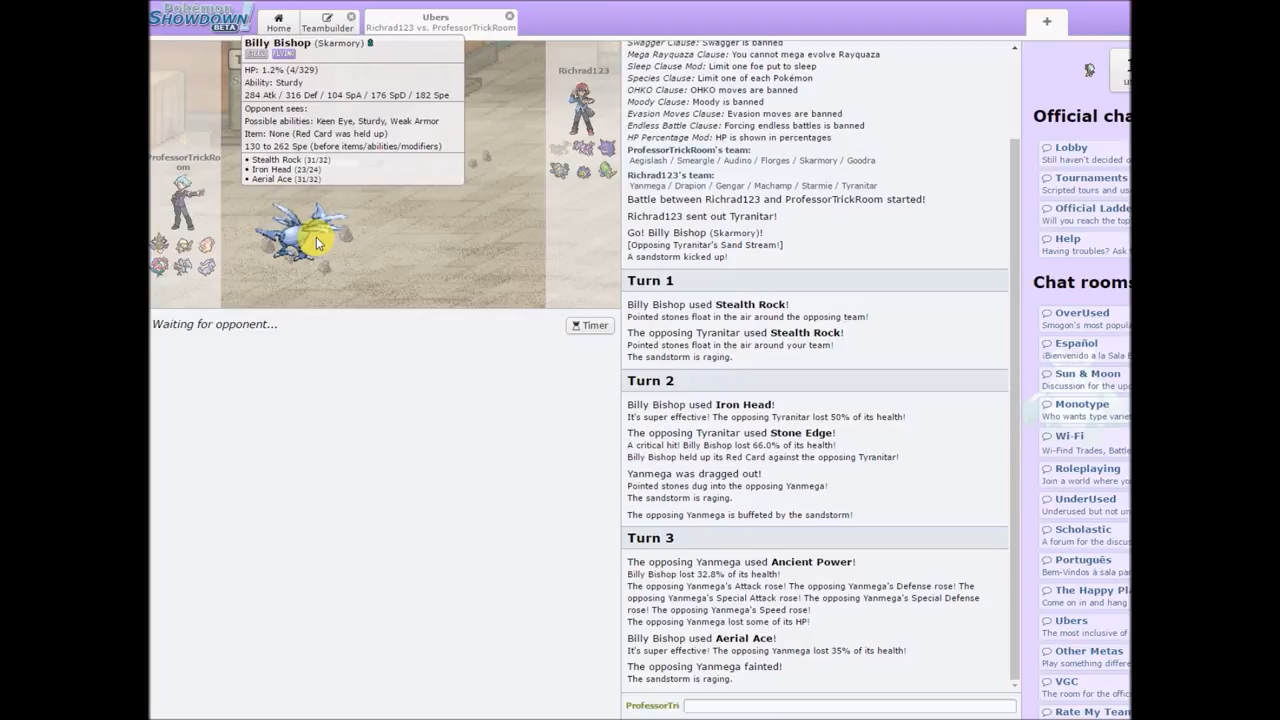 Pokémon
SHOWDOWN
BETA
Home
Teambuilder
Ubers
Richrad123 vs. ProfessorTrickRoom
+
Billy Bishop (Skarmory)
STEEL FLYING
HP: 1.2% (4/329)
Ability: Sturdy
284 Atk / 316 Def / 104 SpA / 176 SpD / 182 Spe
Opponent sees:
Possible abilities: Keen Eye, Sturdy, Weak Armor
Item: None (Red Card was held up)
130 to 262 Spe (before items/abilities/modifiers)
• Stealth Rock (31/32)
• Iron Head (23/24)
• Aerial Ace (31/32)
ProfessorTrickRo
om
Richrad123
Waiting for opponent...
Timer
Swagger Clause: Swagger is banned
Mega Rayquaza Clause: You cannot mega evolve Rayquaza
Sleep Clause Mod: Limit one foe put to sleep
Species Clause: Limit one of each Pokémon
OHKO Clause: OHKO moves are banned
Moody Clause: Moody is banned
Evasion Moves Clause: Evasion moves are banned
Endless Battle Clause: Forcing endless battles is banned
HP Percentage Mod: HP is shown in percentages
ProfessorTrickRoom's team:
Aegislash / Smeargle / Audino / Florges / Skarmory / Goodra
Richrad123's team:
Yanmega / Drapion / Gengar / Machamp / Starmie / Tyranitar
Battle between Richrad123 and ProfessorTrickRoom started!
Richrad123 sent out Tyranitar!
Go! Billy Bishop (Skarmory)!
[Opposing Tyranitar's Sand Stream!]
A sandstorm kicked up!
Turn 1
Billy Bishop used Stealth Rock!
Pointed stones float in the air around the opposing team!
The opposing Tyranitar used Stealth Rock!
Pointed stones float in the air around your team!
The sandstorm is raging.
Turn 2
Billy Bishop used Iron Head!
It's super effective! The opposing Tyranitar lost 50% of its health!
The opposing Tyranitar used Stone Edge!
A critical hit! Billy Bishop lost 66.0% of its health!
Billy Bishop held up its Red Card against the opposing Tyranitar!
Yanmega was dragged out!
Pointed stones dug into the opposing Yanmega!
The sandstorm is raging.
The opposing Yanmega is buffeted by the sandstorm!
Turn 3
The opposing Yanmega used Ancient Power!
Billy Bishop lost 32.8% of its health!
The opposing Yanmega's Attack rose! The opposing Yanmega's Defense rose! The
opposing Yanmega's Special Attack rose! The opposing Yanmega's Special Defense
rose! The opposing Yanmega's Speed rose!
The opposing Yanmega lost some of its HP!
Billy Bishop used Aerial Ace!
It's super effective! The opposing Yanmega lost 35% of its health!
The opposing Yanmega fainted!
The sandstorm is raging.
ProfessorTri
Official cha
Lobby
Still haven't decided o
Tournaments
Scripted tours and us
Official Ladde
Will you reach the top
Help
Having troubles? Ask
Chat rooms
OverUsed
Smogon's most popula
Español
¡Bienvenido a la Sala E
Sun & Moon
Discussion for the upc
Monotype
Who wants type varie
Wi-Fi
Wi-Find Trades, Battle
Roleplaying
Join a world where yo
UnderUsed
Underused but not un
Scholastic
A forum for the discus
Português
Bem-Vindos à sala par
The Happy Pl
Come on in and hang
Ubers
The most inclusive of
Other Metas
Play something differe
VGC
The room for the offic
Rate My Team